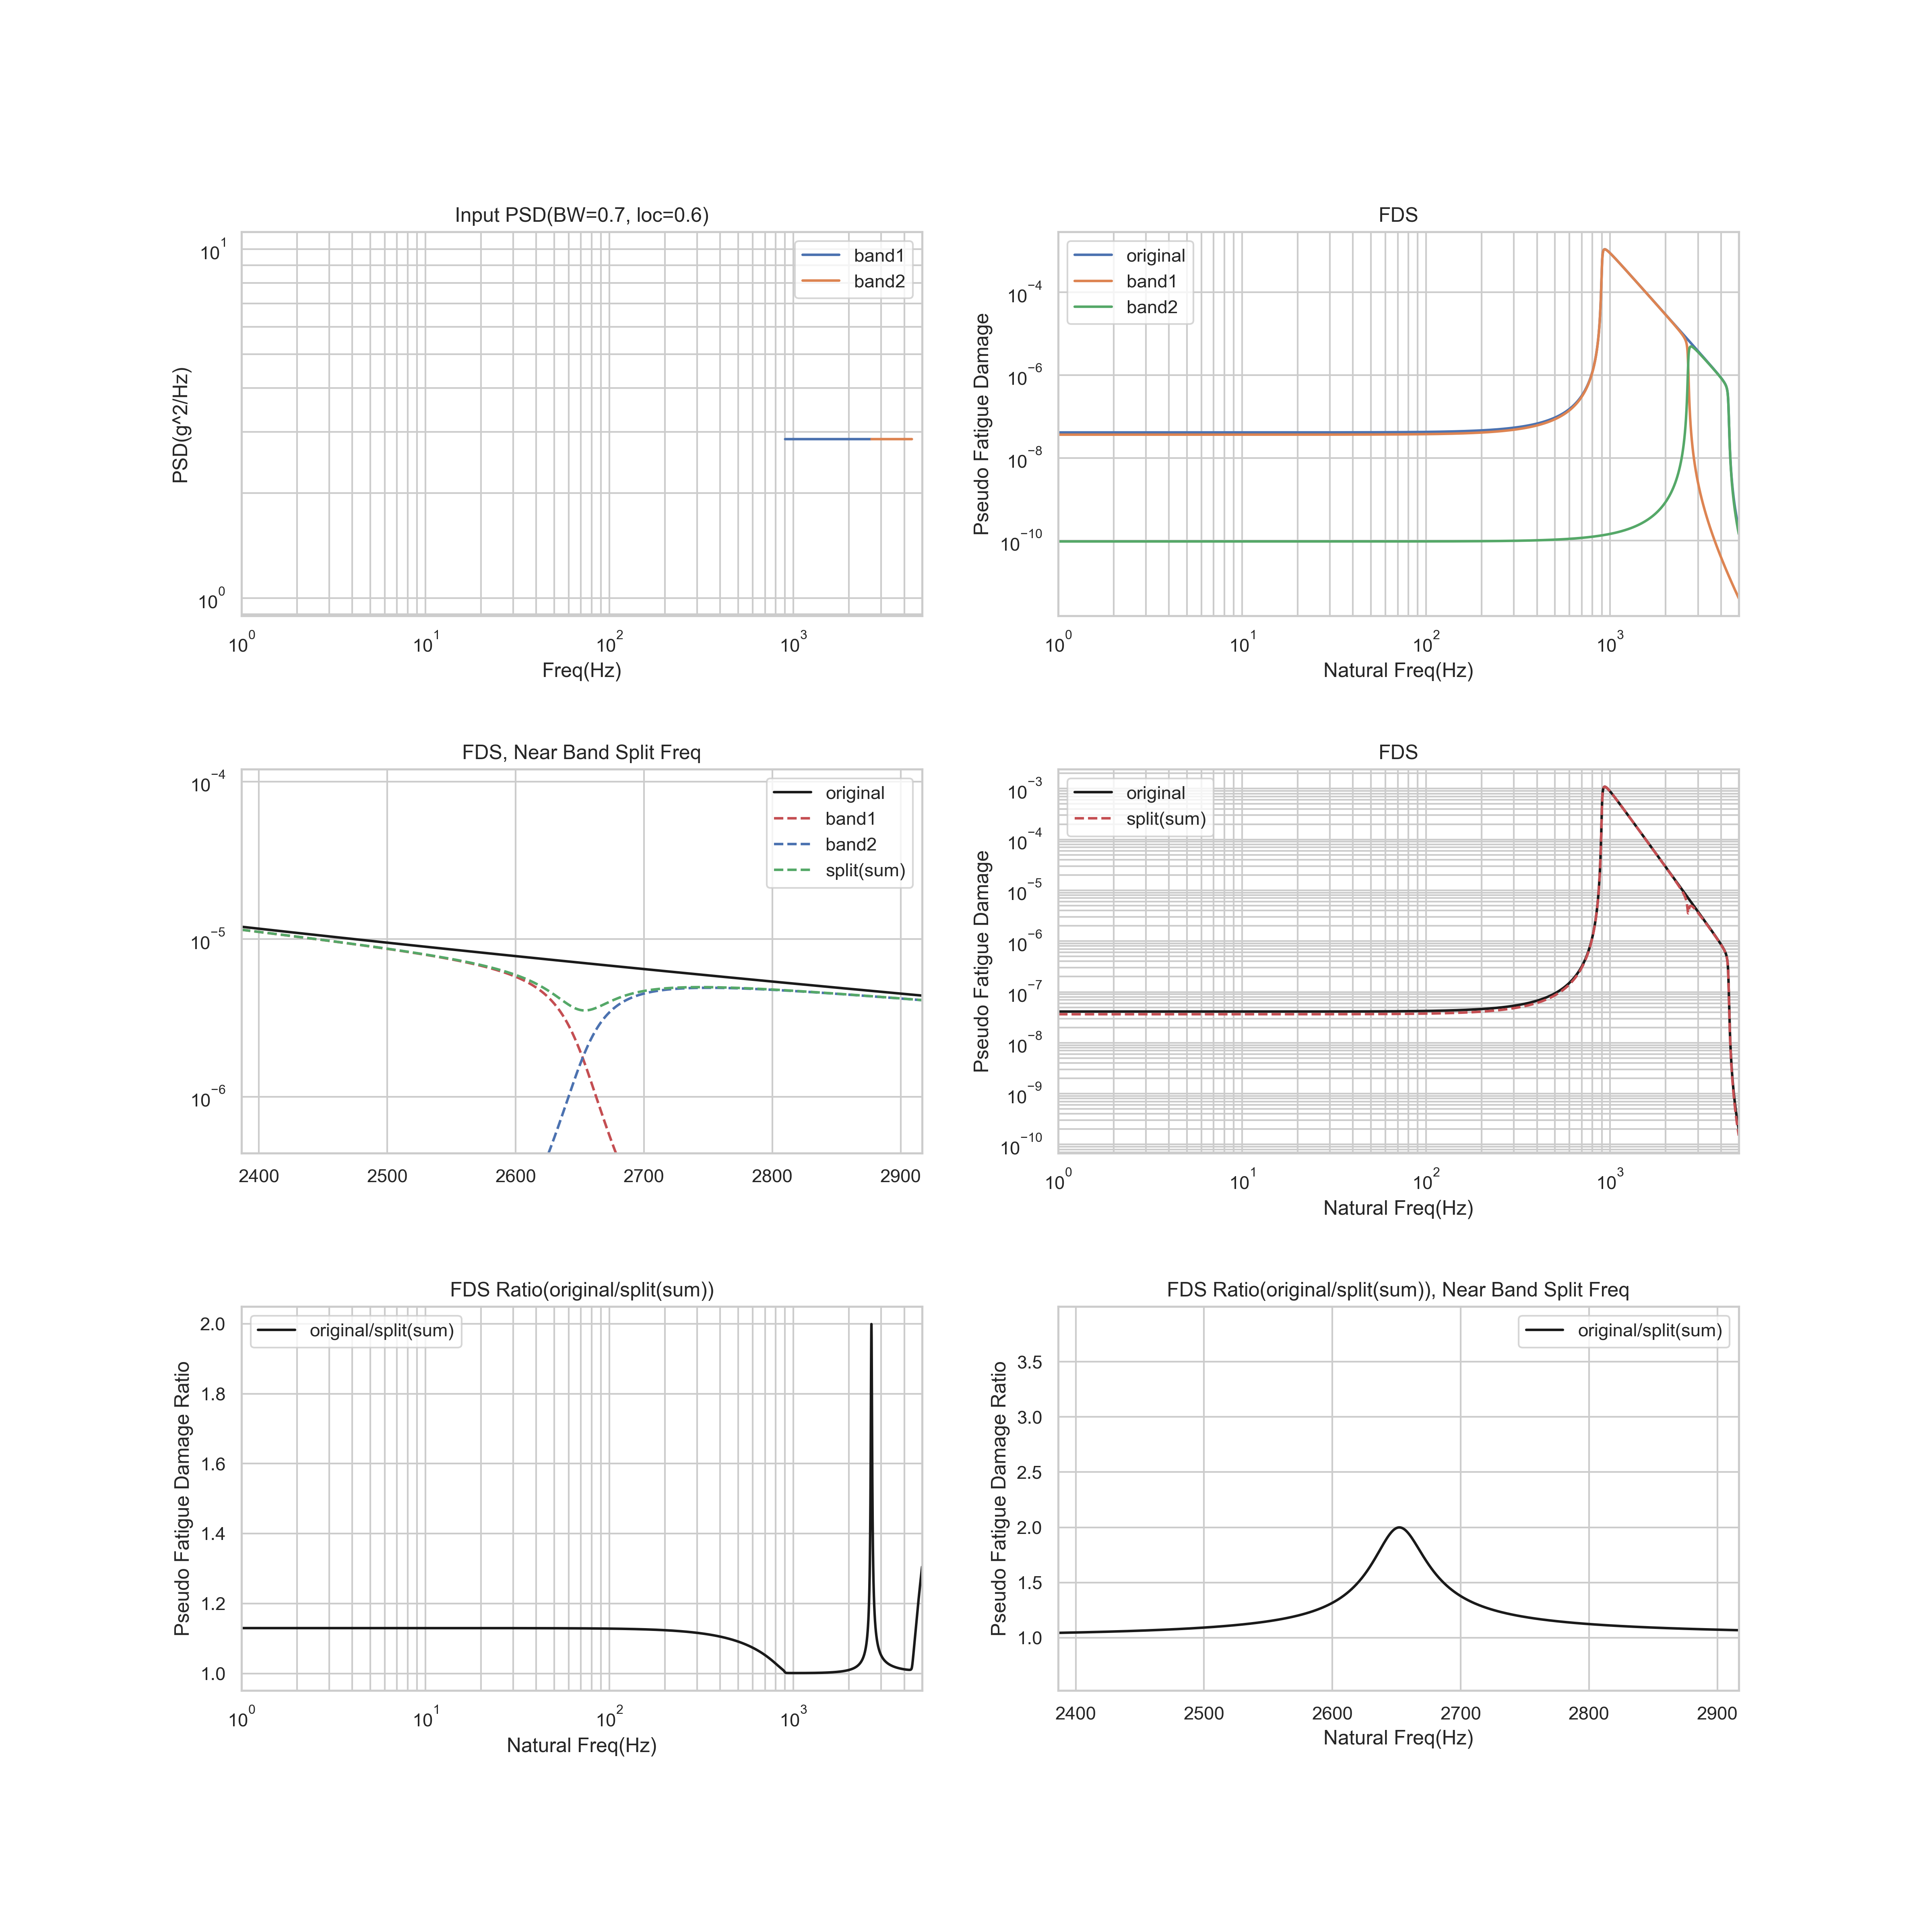 Input PSD(BW=0.7, loc=0.6)
band1
band2
10^1
10^0
PSD(g^2/Hz)
10^0 10^1 10^2 10^3
Freq(Hz)
FDS
original
band1
band2
10^−4
10^−6
10^−8
10^−10
Pseudo Fatigue Damage
10^0 10^1 10^2 10^3
Natural Freq(Hz)
FDS, Near Band Split Freq
original
band1
band2
split(sum)
10^−4
10^−5
10^−6
2400 2500 2600 2700 2800 2900
FDS
original
split(sum)
10^−3
10^−4
10^−5
10^−6
10^−7
10^−8
10^−9
10^−10
Pseudo Fatigue Damage
10^0 10^1 10^2 10^3
Natural Freq(Hz)
FDS Ratio(original/split(sum))
original/split(sum)
2.0
1.8
1.6
1.4
1.2
1.0
Pseudo Fatigue Damage Ratio
10^0 10^1 10^2 10^3
Natural Freq(Hz)
FDS Ratio(original/split(sum)), Near Band Split Freq
original/split(sum)
3.5
3.0
2.5
2.0
1.5
1.0
Pseudo Fatigue Damage Ratio
2400 2500 2600 2700 2800 2900
Natural Freq(Hz)